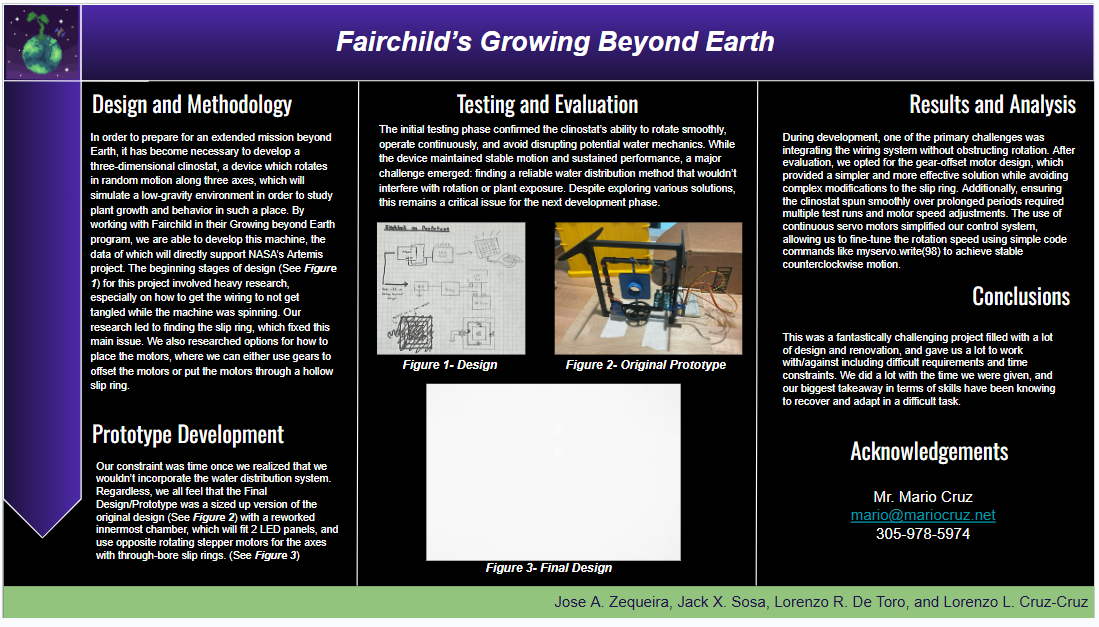 Fairchild's Growing Beyond Earth
Design and Methodology
In order to prepare for an extended mission beyond
Earth, it has become necessary to develop a
three-dimensional clinostat, a device which rotates
in random motion along three axes, which will
simulate a low-gravity environment in order to study
plant growth and behavior in such a place. By
working with Fairchild in their Growing beyond Earth
program, we are able to develop this machine, the
data of which will directly support NASA's Artemis
project. The beginning stages of design (See Figure
1) for this project involved heavy research,
especially on how to get the wiring to not get
tangled while the machine was spinning. Our
research led to finding the slip ring, which fixed this
main issue. We also researched options for how to
place the motors, where we can either use gears to
offset the motors or put the motors through a hollow
slip ring.
Prototype Development
Our constraint was time once we realized that we
wouldn't incorporate the water distribution system.
Regardless, we all feel that the Final
Design/Prototype was a sized up version of the
original design (See Figure 2) with a reworked
innermost chamber, which will fit 2 LED panels, and
use opposite rotating stepper motors for the axes
with through-bore slip rings. (See Figure 3)
Testing and Evaluation
The initial testing phase confirmed the clinostat's ability to rotate smoothly,
operate continuously, and avoid disrupting potential water mechanics. While
the device maintained stable motion and sustained performance, a major
challenge emerged: finding a reliable water distribution method that wouldn't
interfere with rotation or plant exposure. Despite exploring various solutions,
this remains a critical issue for the next development phase.
Figure 1- Design
Figure 2- Original Prototype
Figure 3- Final Design
Results and Analysis
During development, one of the primary challenges was
integrating the wiring system without obstructing rotation. After
evaluation, we opted for the gear-offset motor design, which
provided a simpler and more effective solution while avoiding
complex modifications to the slip ring. Additionally, ensuring
the clinostat spun smoothly over prolonged periods required
multiple test runs and motor speed adjustments. The use of
continuous servo motors simplified our control system,
allowing us to fine-tune the rotation speed using simple code
commands like myservo.write(98) to achieve stable
counterclockwise motion.
Conclusions
This was a fantastically challenging project filled with a lot
of design and renovation, and gave us a lot to work
with/against including difficult requirements and time
constraints. We did a lot with the time we were given, and
our biggest takeaway in terms of skills have been knowing
to recover and adapt in a difficult task.
Acknowledgements
Mr. Mario Cruz
mario@mariocruz.net
305-978-5974
Jose A. Zequeira, Jack X. Sosa, Lorenzo R. De Toro, and Lorenzo L. Cruz-Cruz